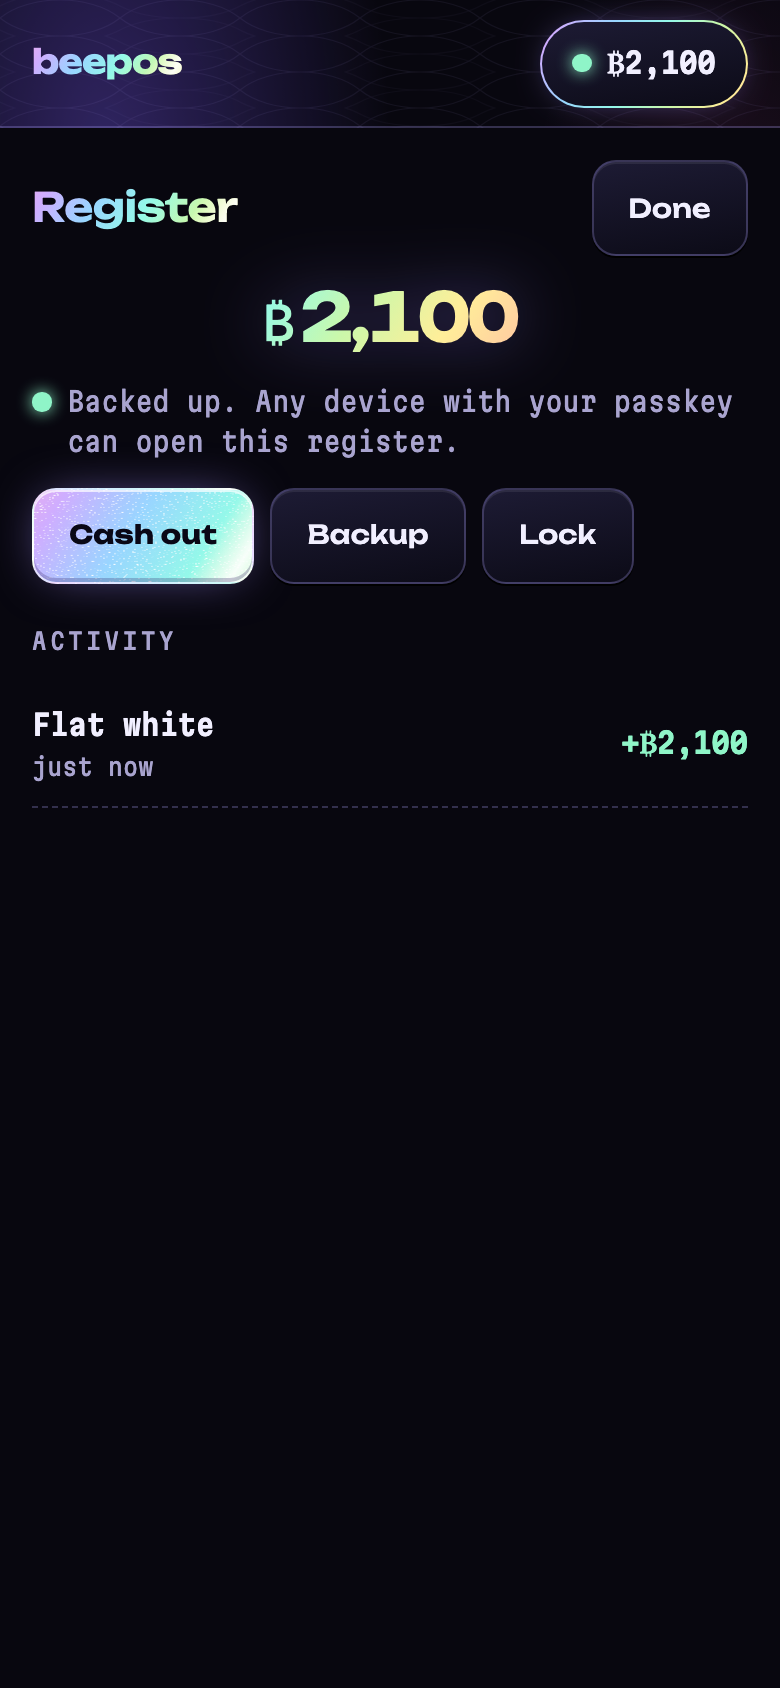 beepos
₿2,100
Register
Done
₿2,100
Backed up. Any device with your passkey
can open this register.
Cash out
Backup
Lock
ACTIVITY
Flat white
+₿2,100
just now